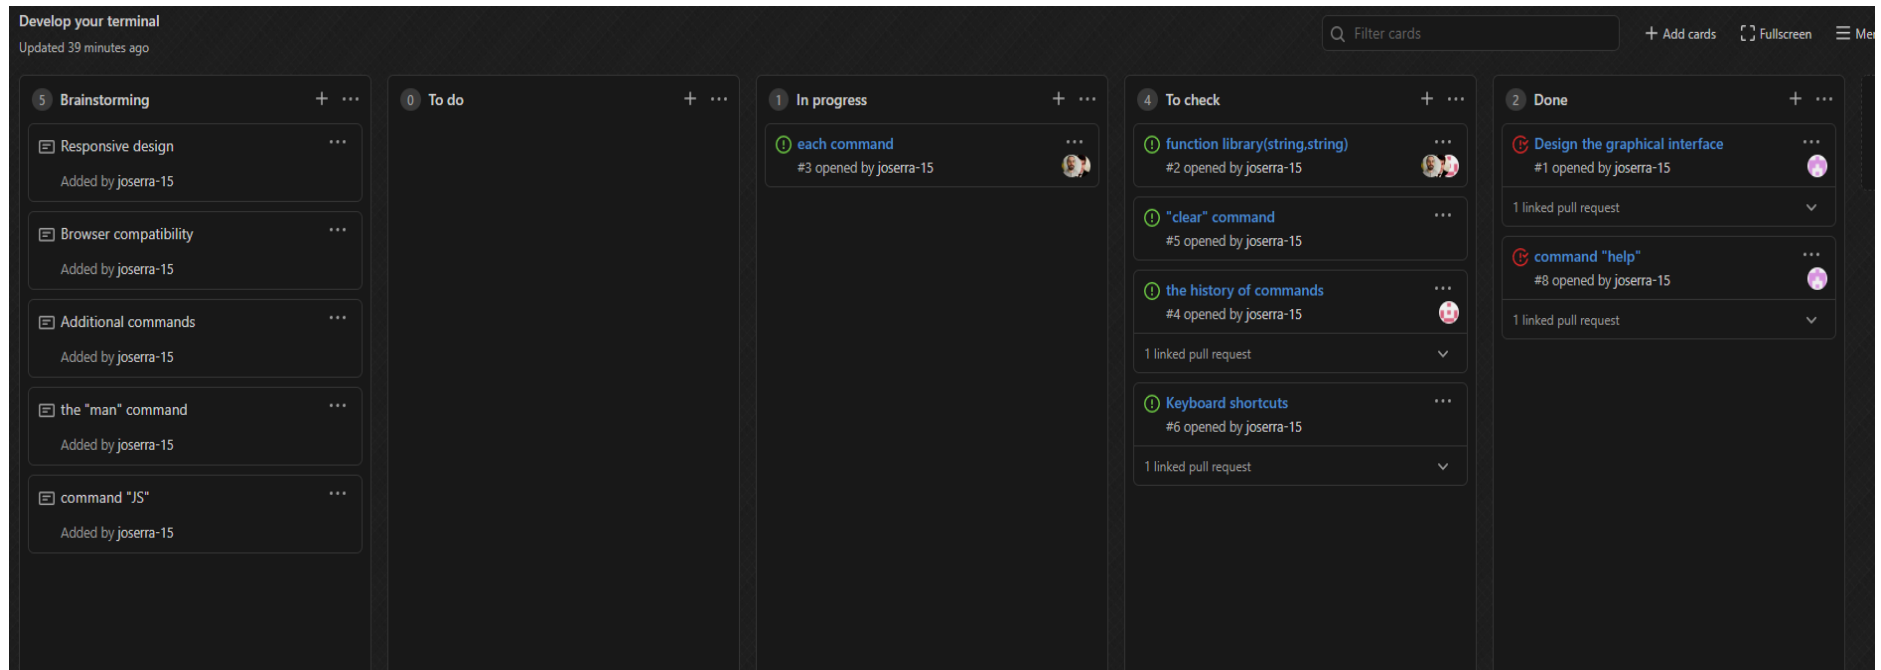 Develop your terminal
Updated 39 minutes ago
Filter cards
Add cards
Fullscreen
5 Brainstorming
Responsive design
Added by joserra-15
Browser compatibility
Added by joserra-15
Additional commands
Added by joserra-15
the "man" command
Added by joserra-15
command "JS"
Added by joserra-15
0 To do
1 In progress
each command
#3 opened by joserra-15
4 To check
function library(string,string)
#2 opened by joserra-15
"clear" command
#5 opened by joserra-15
the history of commands
#4 opened by joserra-15
1 linked pull request
Keyboard shortcuts
#6 opened by joserra-15
1 linked pull request
2 Done
Design the graphical interface
#1 opened by joserra-15
1 linked pull request
command "help"
#8 opened by joserra-15
1 linked pull request